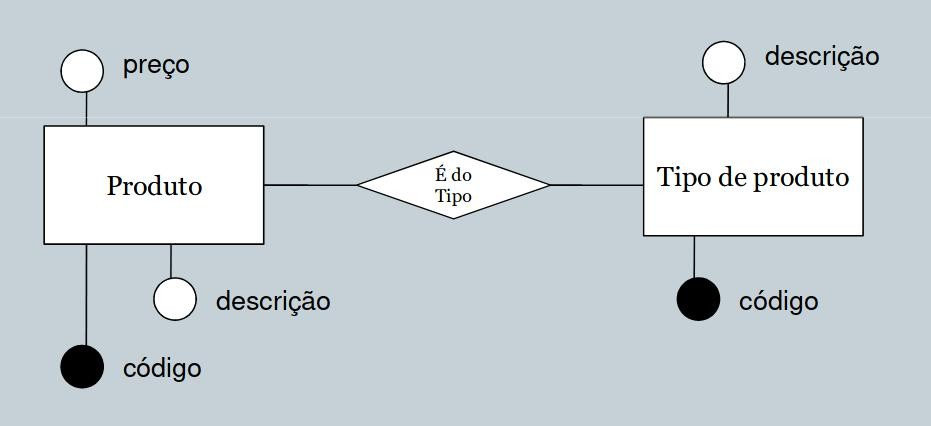 preço
descrição
Produto
É do
Tipo
Tipo de produto
descrição
código
código